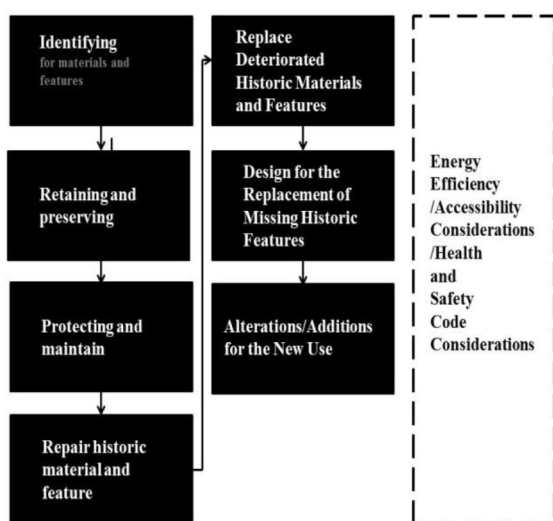 Identifying
for materials and
features
Retaining and
preserving
Protecting and
maintain
Repair historic
material and
feature
Replace
Deteriorated
Historic Materials
and Features
Design for the
Replacement of
Missing Historic
Features
Alterations/Additions
for the New Use
Energy
Efficiency
/Accessibility
Considerations
/Health
and
Safety
Code
Considerations